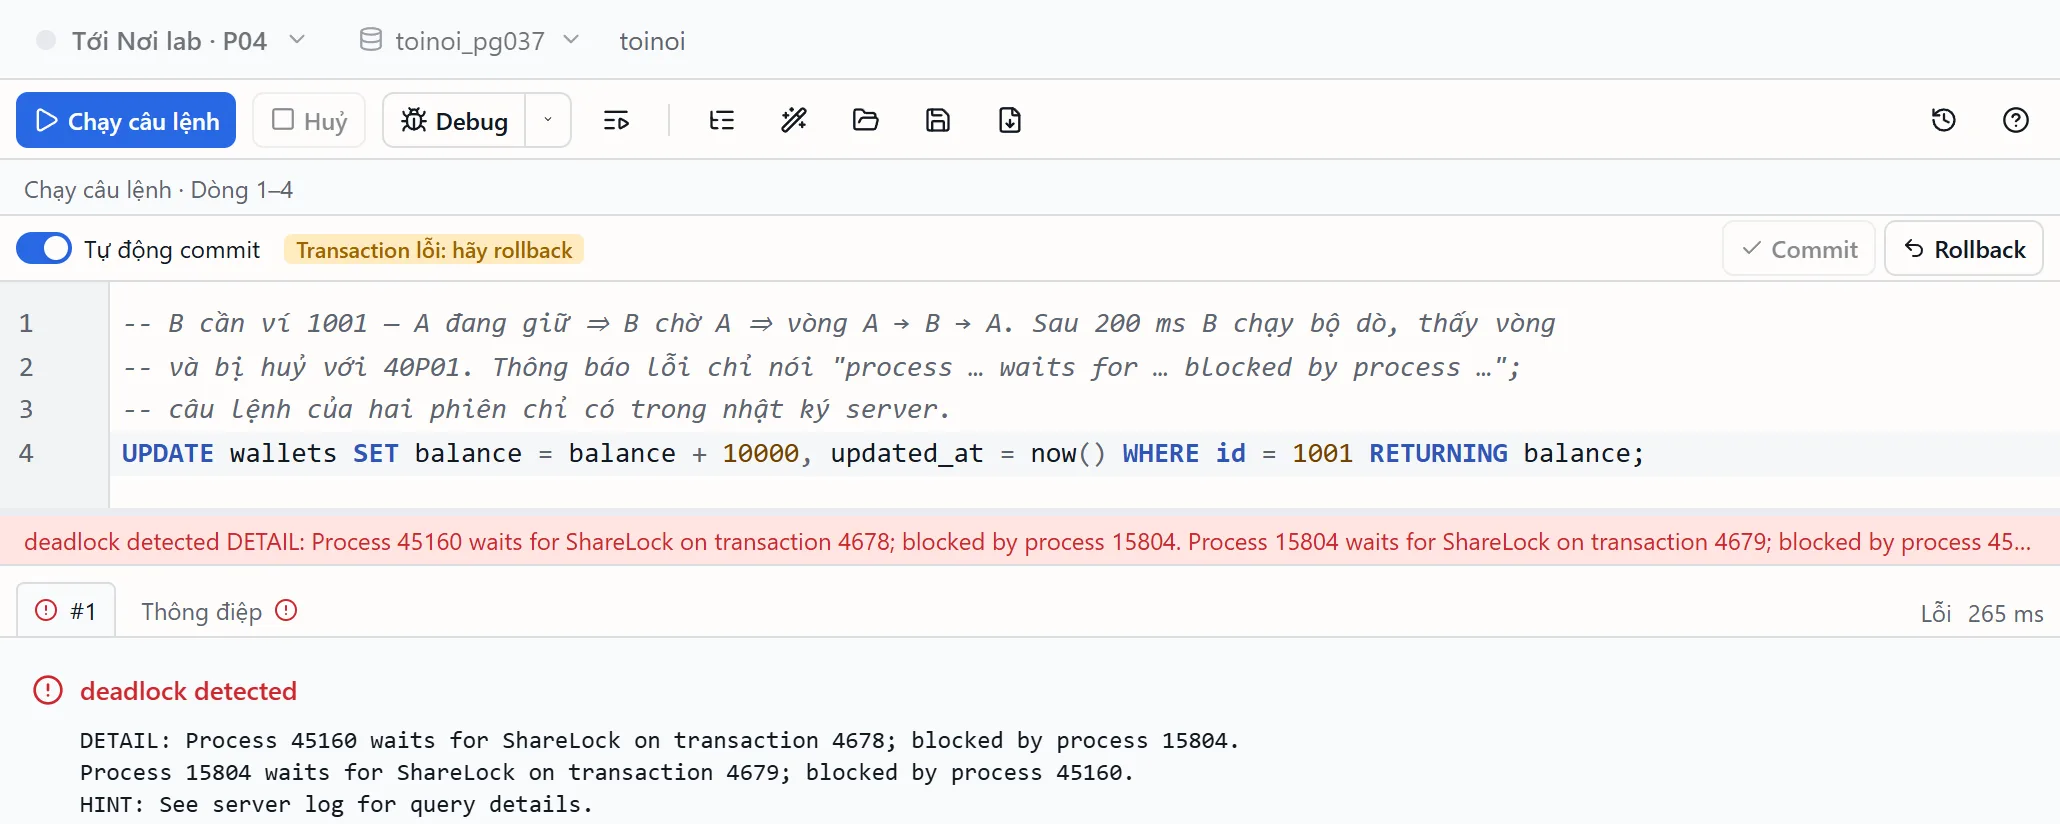 Tới Nơi lab · P04 toinoi_pg037 toinoi
Chạy câu lệnh Huỷ Debug
Chạy câu lệnh · Dòng 1–4
Tự động commit Transaction lỗi: hãy rollback Commit Rollback
1 -- B cần ví 1001 — A đang giữ ⇒ B chờ A ⇒ vòng A → B → A. Sau 200 ms B chạy bộ dò, thấy vòng
2 -- và bị huỷ với 40P01. Thông báo lỗi chỉ nói "process … waits for … blocked by process …";
3 -- câu lệnh của hai phiên chỉ có trong nhật ký server.
4 UPDATE wallets SET balance = balance + 10000, updated_at = now() WHERE id = 1001 RETURNING balance;
deadlock detected DETAIL: Process 45160 waits for ShareLock on transaction 4678; blocked by process 15804. Process 15804 waits for ShareLock on transaction 4679; blocked by process 45...
#1 Thông điệp Lỗi 265 ms
deadlock detected
DETAIL: Process 45160 waits for ShareLock on transaction 4678; blocked by process 15804.
Process 15804 waits for ShareLock on transaction 4679; blocked by process 45160.
HINT: See server log for query details.